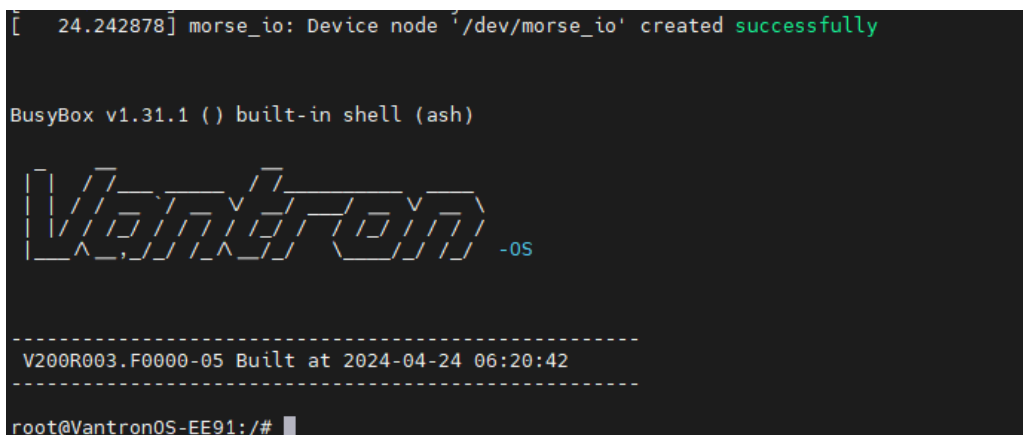 [   24.242878] morse_io: Device node '/dev/morse_io' created successfully
BusyBox v1.31.1 () built-in shell (ash)
Vantron -OS
-----------------------------------------------------
V200R003.F0000-05 Built at 2024-04-24 06:20:42
-----------------------------------------------------
root@VantronOS-EE91:/#